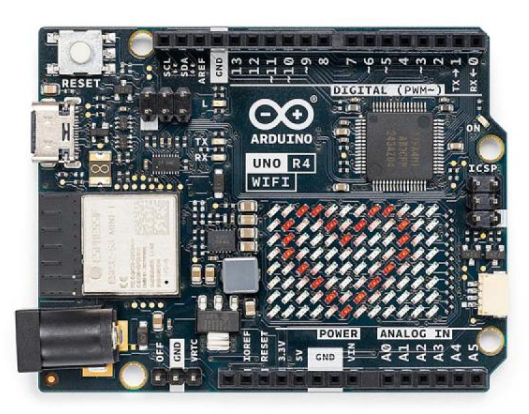 RESET
SCL
SDA
AREF
GND
13
12
~11
~10
~9
8
7
~6
~5
4
~3
2
TX→1
RX←0
DIGITAL (PWM~)
TX
RX
ARDUINO
UNO R4
WIFI
ON
ICSP
ESPRESSIF
OFF
GND
VRTC
IOREF
RESET
3.3V
5V
GND
VIN
POWER
ANALOG IN
A0
A1
A2
A3
A4
A5